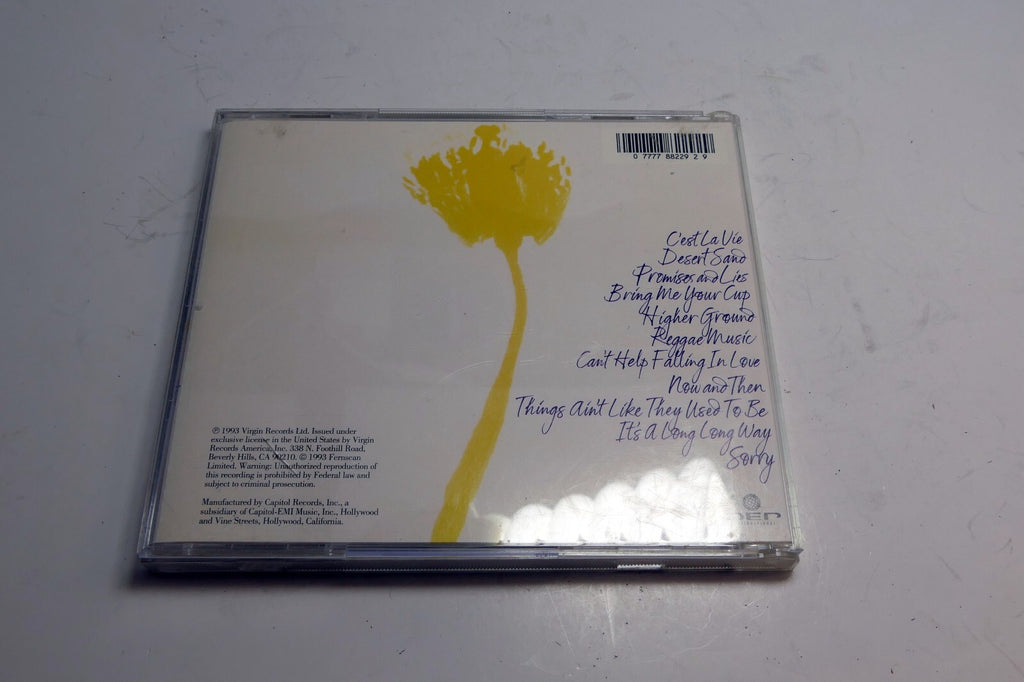 0 7777 88229 2 9
C'est La Vie
Desert Sand
Promises and Lies
Bring Me Your Cup
Higher Ground
Reggae Music
Can't Help Falling In Love
Now and Then
Things Ain't Like They Used To Be
It's A Long Long Way
Sorry
℗ 1993 Virgin Records Ltd. Issued under
exclusive license in the United States by Virgin
Records America, Inc. 338 N. Foothill Road,
Beverly Hills, CA 90210. © 1993 Fernscan
Limited. Warning: Unauthorized reproduction of
this recording is prohibited by Federal law and
subject to criminal prosecution.
Manufactured by Capitol Records, Inc., a
subsidiary of Capitol-EMI Music, Inc., Hollywood
and Vine Streets, Hollywood, California.